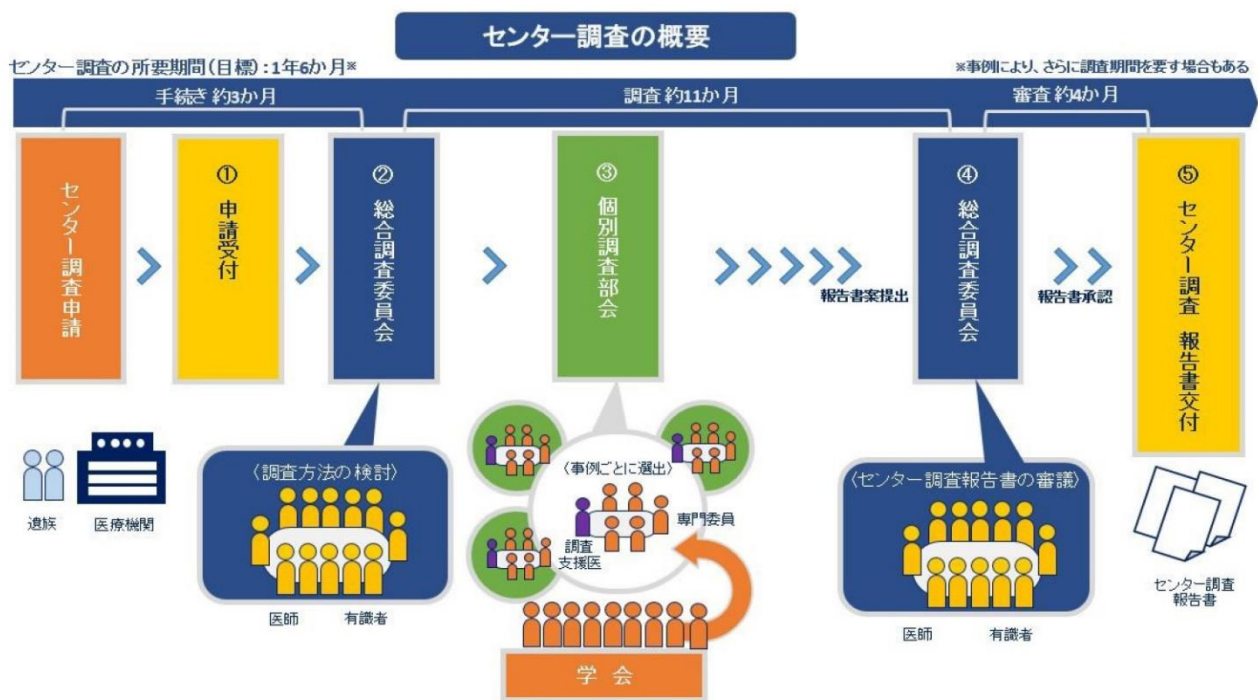 センター調査の概要
センター調査の所要期間(目標):1年6か月※
※事例により、さらに調査期間を要す場合もある
手続き 約3か月
調査 約11か月
審査 約4か月
センター調査申請
① 申請受付
② 総合調査委員会
③ 個別調査部会
報告書案提出
④ 総合調査委員会
報告書承認
⑤ センター調査 報告書交付
遺族
医療機関
〈調査方法の検討〉
医師
有識者
〈事例ごとに選出〉
専門委員
調査
支援医
学 会
〈センター調査報告書の審議〉
医師
有識者
センター調査
報告書